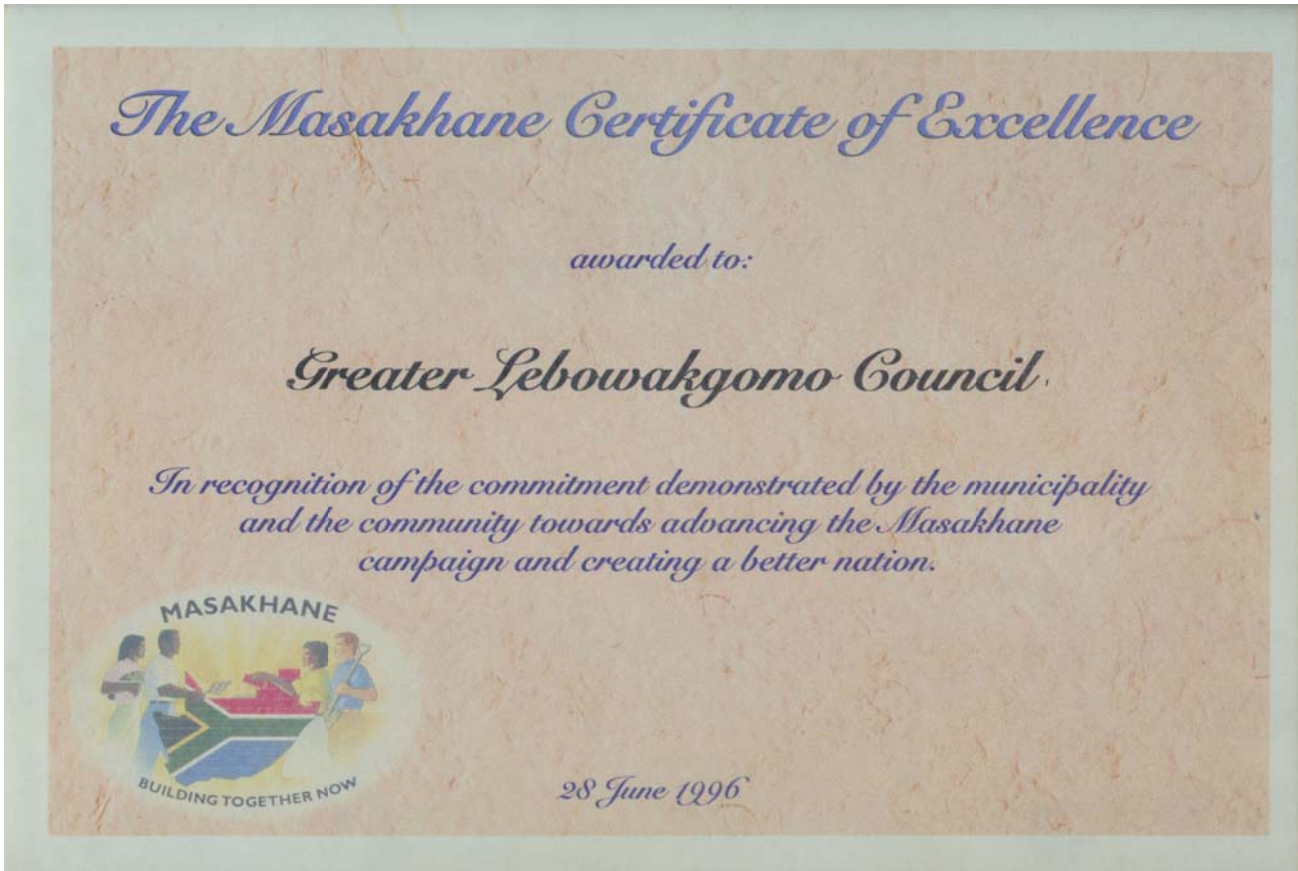 The Masakhane Certificate of Excellence
awarded to:
Greater Lebowakgomo Council
In recognition of the commitment demonstrated by the municipality
and the community towards advancing the Masakhane
campaign and creating a better nation.
MASAKHANE
BUILDING TOGETHER NOW
28 June 1996